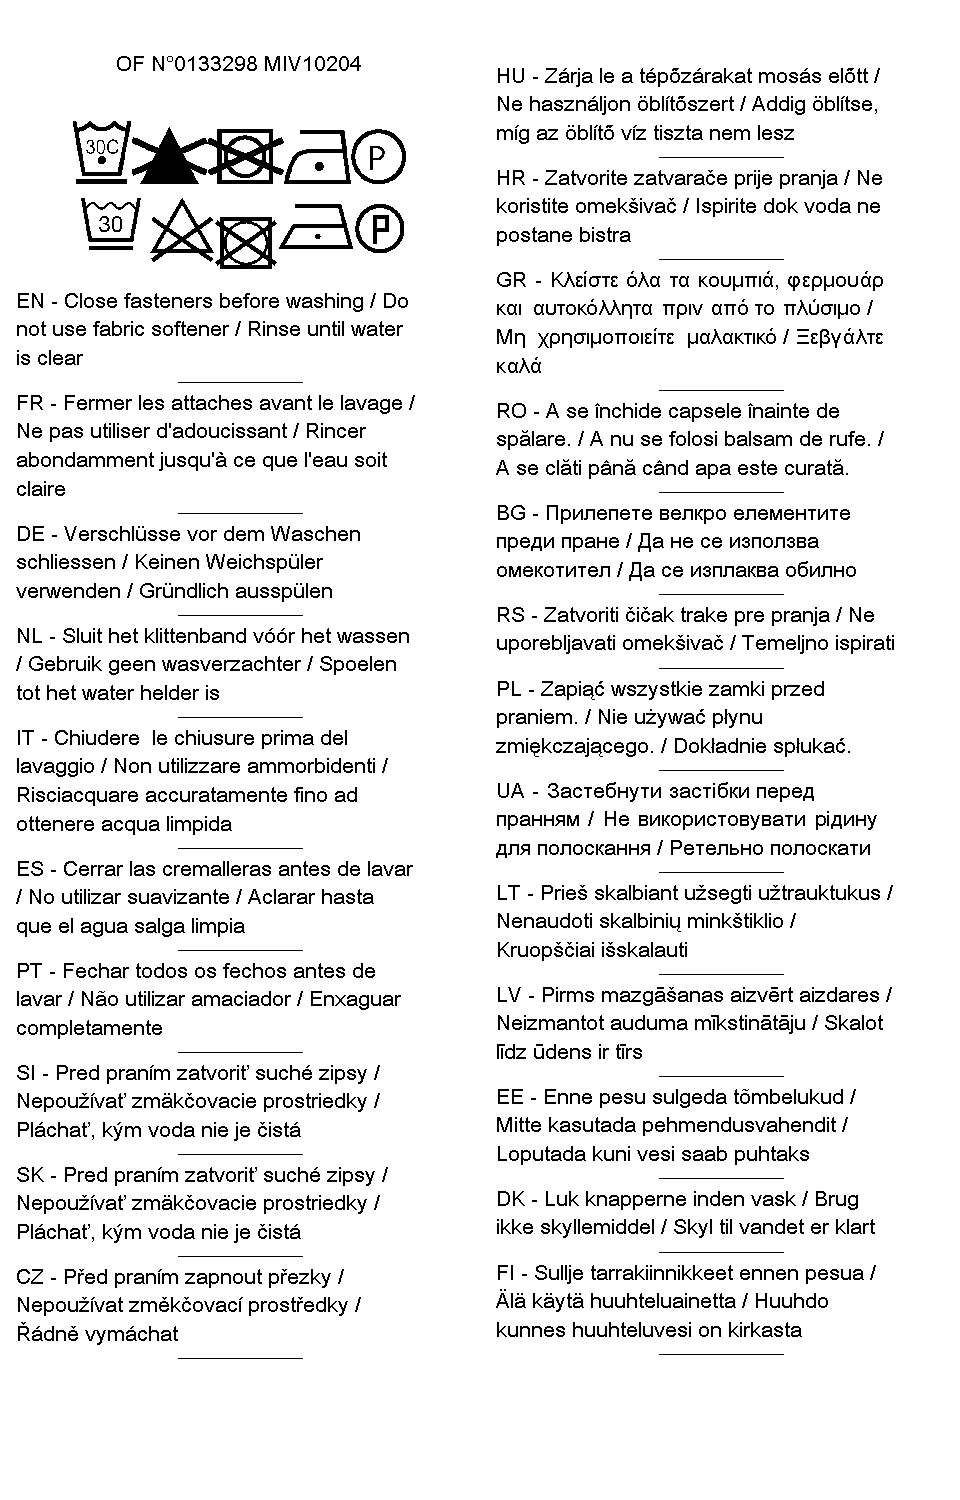 OF N°0133298 MIV10204
30C P
30 P
EN - Close fasteners before washing / Do
not use fabric softener / Rinse until water
is clear
FR - Fermer les attaches avant le lavage /
Ne pas utiliser d'adoucissant / Rincer
abondamment jusqu'à ce que l'eau soit
claire
DE - Verschlüsse vor dem Waschen
schliessen / Keinen Weichspüler
verwenden / Gründlich ausspülen
NL - Sluit het klittenband vóór het wassen
/ Gebruik geen wasverzachter / Spoelen
tot het water helder is
IT - Chiudere le chiusure prima del
lavaggio / Non utilizzare ammorbidenti /
Risciacquare accuratamente fino ad
ottenere acqua limpida
ES - Cerrar las cremalleras antes de lavar
/ No utilizar suavizante / Aclarar hasta
que el agua salga limpia
PT - Fechar todos os fechos antes de
lavar / Não utilizar amaciador / Enxaguar
completamente
SI - Pred praním zatvoriť suché zipsy /
Nepoužívať zmäkčovacie prostriedky /
Pláchať, kým voda nie je čistá
SK - Pred praním zatvoriť suché zipsy /
Nepoužívať zmäkčovacie prostriedky /
Pláchať, kým voda nie je čistá
CZ - Před praním zapnout přezky /
Nepoužívat změkčovací prostředky /
Řádně vymáchat
HU - Zárja le a tépőzárakat mosás előtt /
Ne használjon öblítőszert / Addig öblítse,
míg az öblítő víz tiszta nem lesz
HR - Zatvorite zatvarače prije pranja / Ne
koristite omekšivač / Ispirite dok voda ne
postane bistra
GR - Κλείστε όλα τα κουμπιά, φερμουάρ
και αυτοκόλλητα πριν από το πλύσιμο /
Μη χρησιμοποιείτε μαλακτικό / Ξεβγάλτε
καλά
RO - A se închide capsele înainte de
spălare. / A nu se folosi balsam de rufe. /
A se clăti până când apa este curată.
BG - Прилепете велкро елементите
преди пране / Да не се използва
омекотител / Да се изплаква обилно
RS - Zatvoriti čičak trake pre pranja / Ne
uporebljavati omekšivač / Temeljno ispirati
PL - Zapiąć wszystkie zamki przed
praniem. / Nie używać płynu
zmiękczającego. / Dokładnie spłukać.
UA - Застебнути застібки перед
пранням / Не використовувати рідину
для полоскання / Ретельно полоскати
LT - Prieš skalbiant užsegti užtrauktukus /
Nenaudoti skalbinių minkštiklio /
Kruopščiai išskalauti
LV - Pirms mazgāšanas aizvērt aizdares /
Neizmantot auduma mīkstinātāju / Skalot
līdz ūdens ir tīrs
EE - Enne pesu sulgeda tõmbelukud /
Mitte kasutada pehmendusvahendit /
Loputada kuni vesi saab puhtaks
DK - Luk knapperne inden vask / Brug
ikke skyllemiddel / Skyl til vandet er klart
FI - Sullje tarrakiinnikkeet ennen pesua /
Älä käytä huuhteluainetta / Huuhdo
kunnes huuhteluvesi on kirkasta